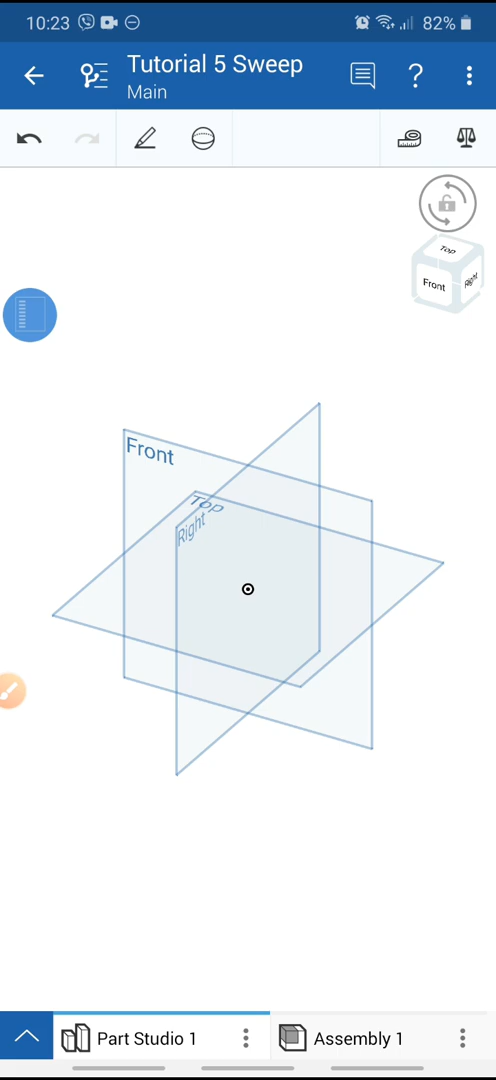 10:23 82%
Tutorial 5 Sweep
Main
?
Top
Front Right
Front
Top
Right
Part Studio 1 Assembly 1